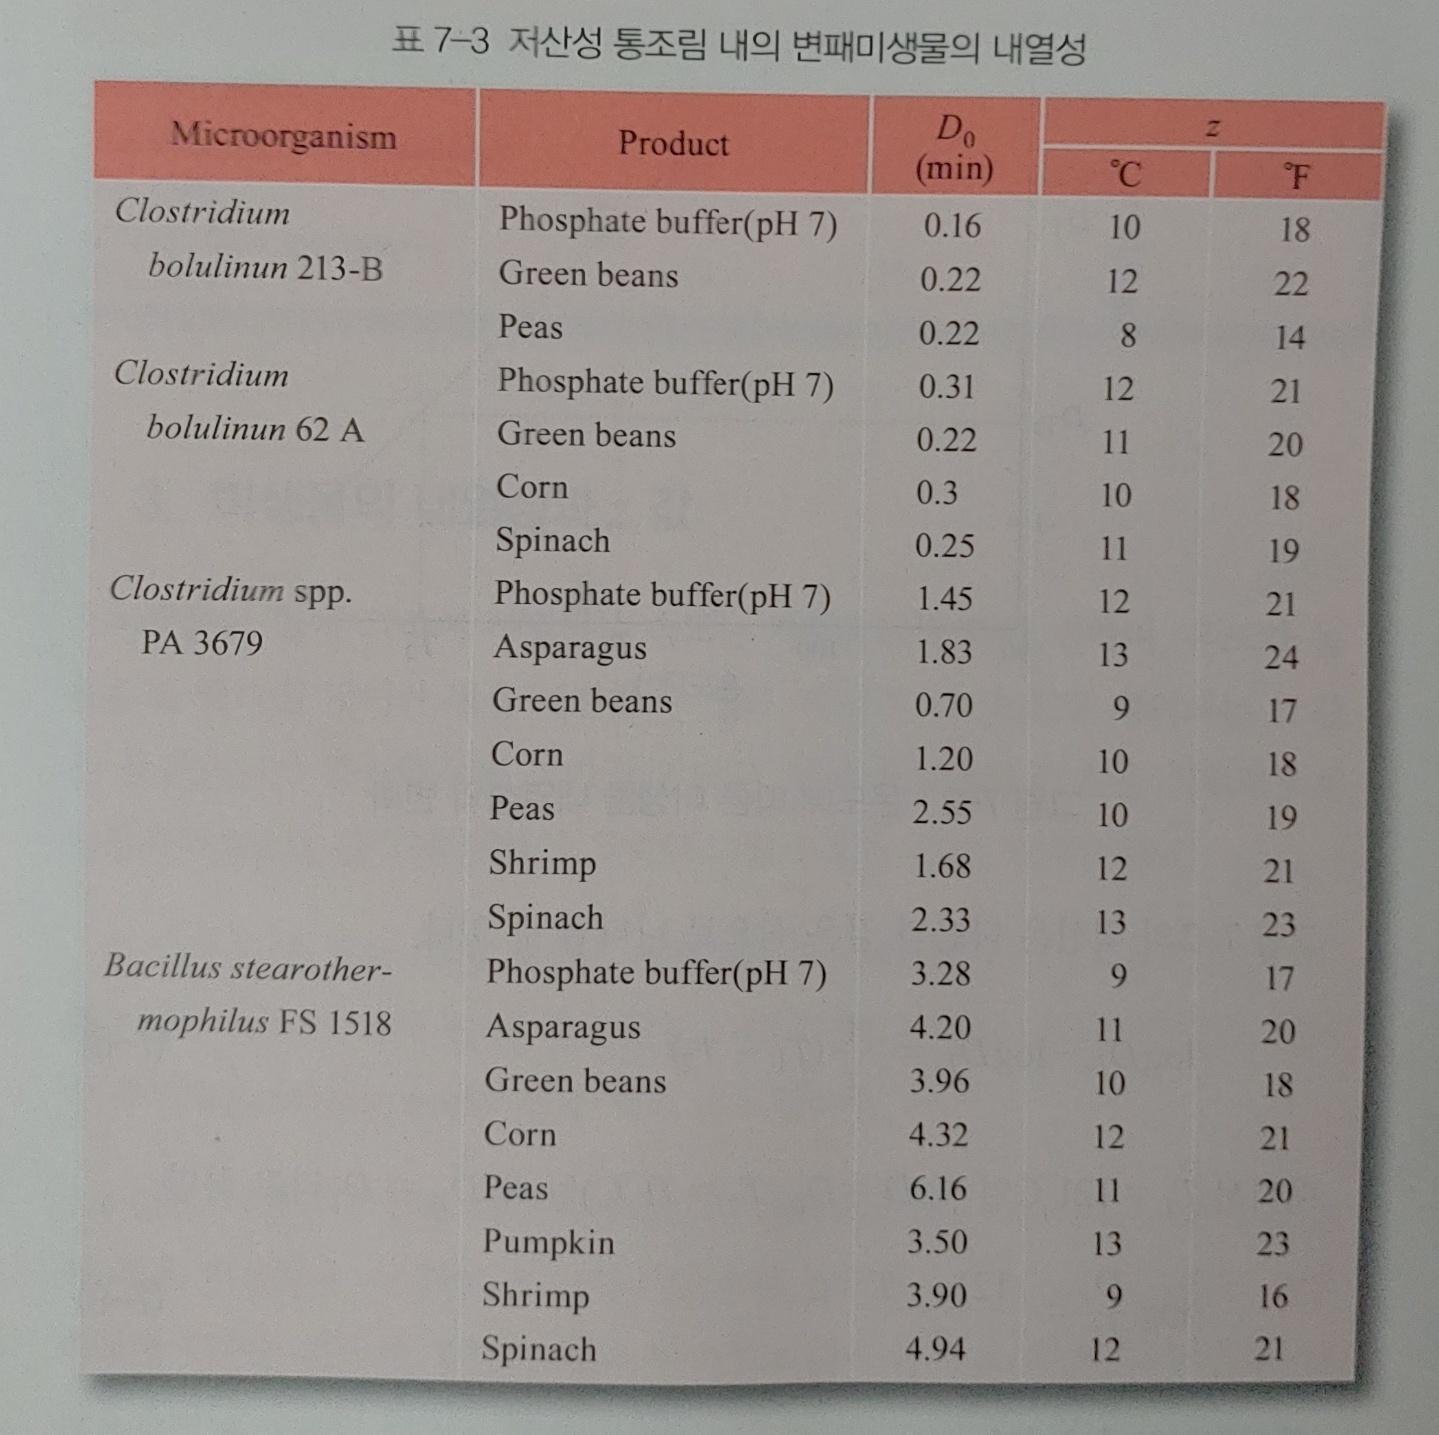 표 7-3 저산성 통조림 내의 변패미생물의 내열성
Microorganism Product D₀ (min) z
°C °F
Clostridium Phosphate buffer(pH 7) 0.16 10 18
bolulinun 213-B Green beans 0.22 12 22
Peas 0.22 8 14
Clostridium Phosphate buffer(pH 7) 0.31 12 21
bolulinun 62 A Green beans 0.22 11 20
Corn 0.3 10 18
Spinach 0.25 11 19
Clostridium spp. Phosphate buffer(pH 7) 1.45 12 21
PA 3679 Asparagus 1.83 13 24
Green beans 0.70 9 17
Corn 1.20 10 18
Peas 2.55 10 19
Shrimp 1.68 12 21
Spinach 2.33 13 23
Bacillus stearother- Phosphate buffer(pH 7) 3.28 9 17
mophilus FS 1518 Asparagus 4.20 11 20
Green beans 3.96 10 18
Corn 4.32 12 21
Peas 6.16 11 20
Pumpkin 3.50 13 23
Shrimp 3.90 9 16
Spinach 4.94 12 21